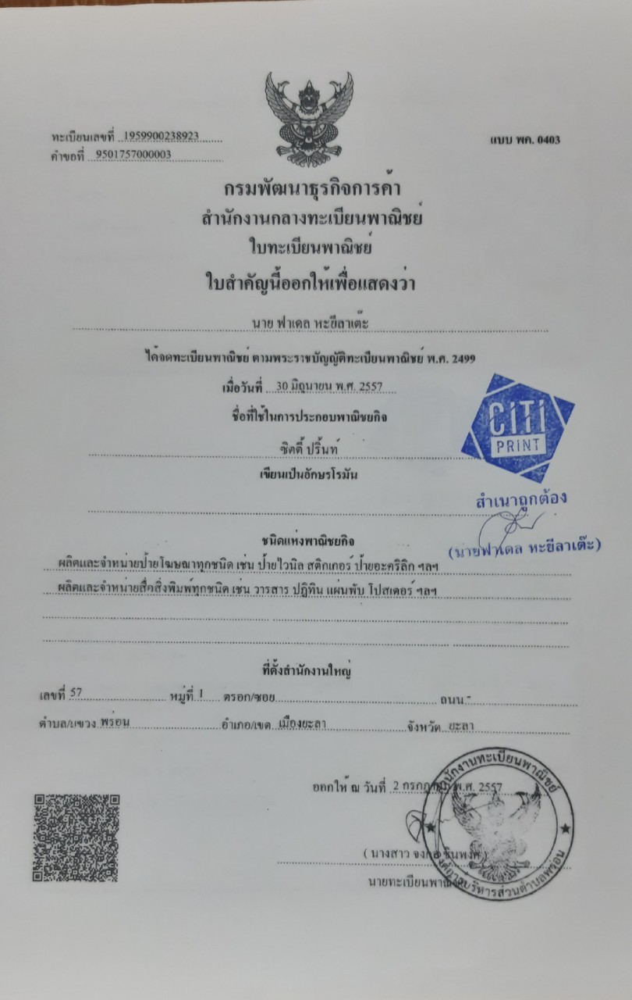 ทะเบียนเลขที่ 1959900238923
คำขอที่ 9501757000003
แบบ พค. 0403
กรมพัฒนาธุรกิจการค้า
สำนักงานกลางทะเบียนพาณิชย์
ใบทะเบียนพาณิชย์
ใบสำคัญนี้ออกให้เพื่อแสดงว่า
นาย ฟาเดล หะยีลาเต๊ะ
ได้จดทะเบียนพาณิชย์ ตามพระราชบัญญัติทะเบียนพาณิชย์ พ.ศ. 2499
เมื่อวันที่ 30 มิถุนายน พ.ศ. 2557
ชื่อที่ใช้ในการประกอบพาณิชยกิจ
ซิตตี้ ปริ้นท์
CiTi
PRiNT
เขียนเป็นอักษรโรมัน
สำเนาถูกต้อง
(นายฟาเดล หะยีลาเต๊ะ)
ชนิดแห่งพาณิชยกิจ
ผลิตและจำหน่ายป้ายโฆษณาทุกชนิด เช่น ป้ายไวนิล สติกเกอร์ ป้ายอะคริลิก ฯลฯ
ผลิตและจำหน่ายสื่อสิ่งพิมพ์ทุกชนิด เช่น วารสาร ปฏิทิน แผ่นพับ โปสเตอร์ ฯลฯ
ที่ตั้งสำนักงานใหญ่
เลขที่ 57 หมู่ที่ 1 ตรอก/ซอย ถนน -
ตำบล/แขวง พร่อน อำเภอ/เขต เมืองยะลา จังหวัด ยะลา
ออกให้ ณ วันที่ 2 กรกฎาคม พ.ศ. 2557
( นางสาว
นายทะเบียนพาณิชย์
สำนักงานทะเบียนพาณิชย์
องค์การบริหารส่วนตำบลพร่อน